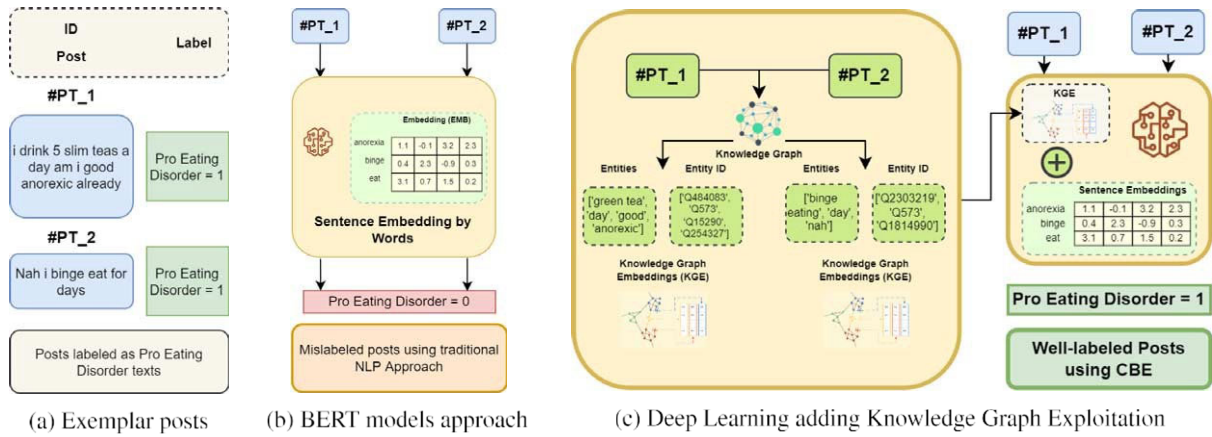 ID
Post
Label
#PT_1
i drink 5 slim teas a
day am i good
anorexic already
Pro Eating
Disorder = 1
#PT_2
Nah i binge eat for
days
Pro Eating
Disorder = 1
Posts labeled as Pro Eating
Disorder texts
(a) Exemplar posts
#PT_1
#PT_2
Embedding (EMB)
anorexia 1.1 -0.1 3.2 2.3
binge 0.4 2.3 -0.9 0.3
eat 3.1 0.7 1.5 0.2
Sentence Embedding by
Words
Pro Eating Disorder = 0
Mislabeled posts using traditional
NLP Approach
(b) BERT models approach
#PT_1
#PT_2
Knowledge Graph
Entities
Entity ID
['green tea',
'day', 'good',
'anorexic']
['Q484083',
'Q573',
'Q15290',
'Q254327']
Knowledge Graph
Embeddings (KGE)
Entities
Entity ID
['binge
eating', 'day',
'nah']
['Q2303219',
'Q573',
'Q1814990']
Knowledge Graph
Embeddings (KGE)
#PT_1
#PT_2
KGE
Sentence Embeddings
anorexia 1.1 -0.1 3.2 2.3
binge 0.4 2.3 -0.9 0.3
eat 3.1 0.7 1.5 0.2
Pro Eating Disorder = 1
Well-labeled Posts
using CBE
(c) Deep Learning adding Knowledge Graph Exploitation